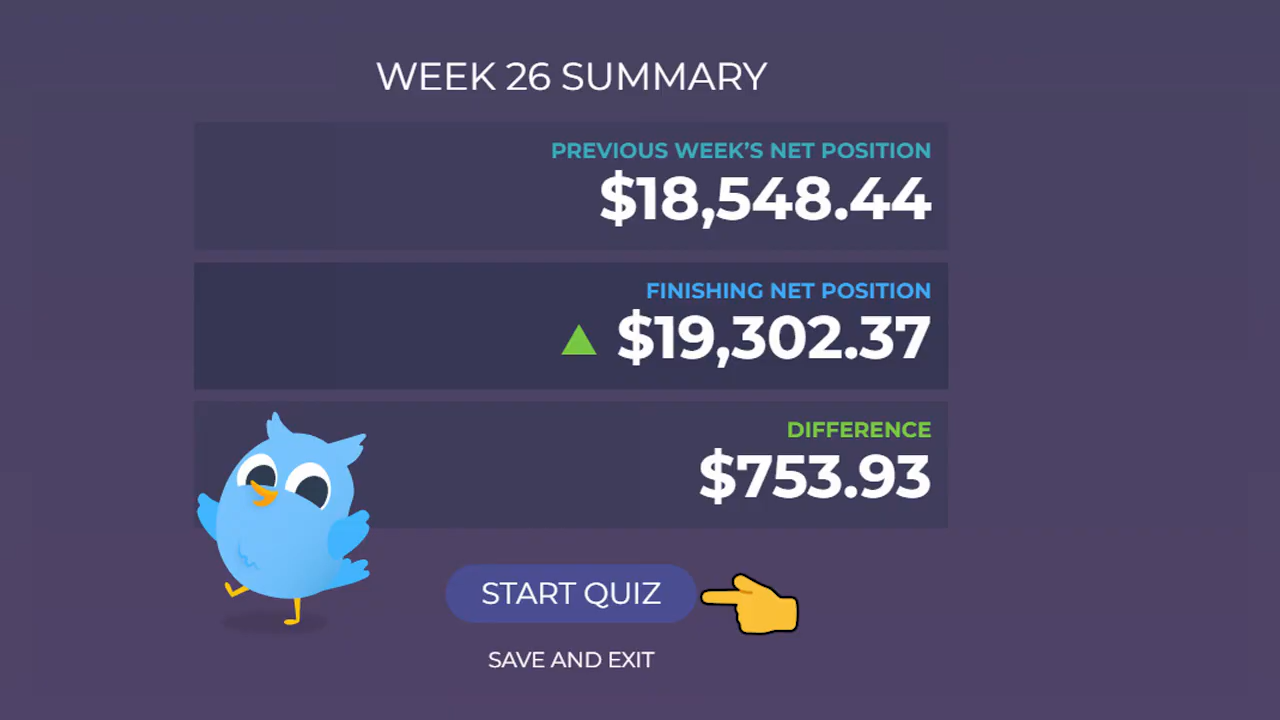 WEEK 26 SUMMARY
PREVIOUS WEEK’S NET POSITION
$18,548.44
FINISHING NET POSITION
$19,302.37
DIFFERENCE
$753.93
START QUIZ
SAVE AND EXIT